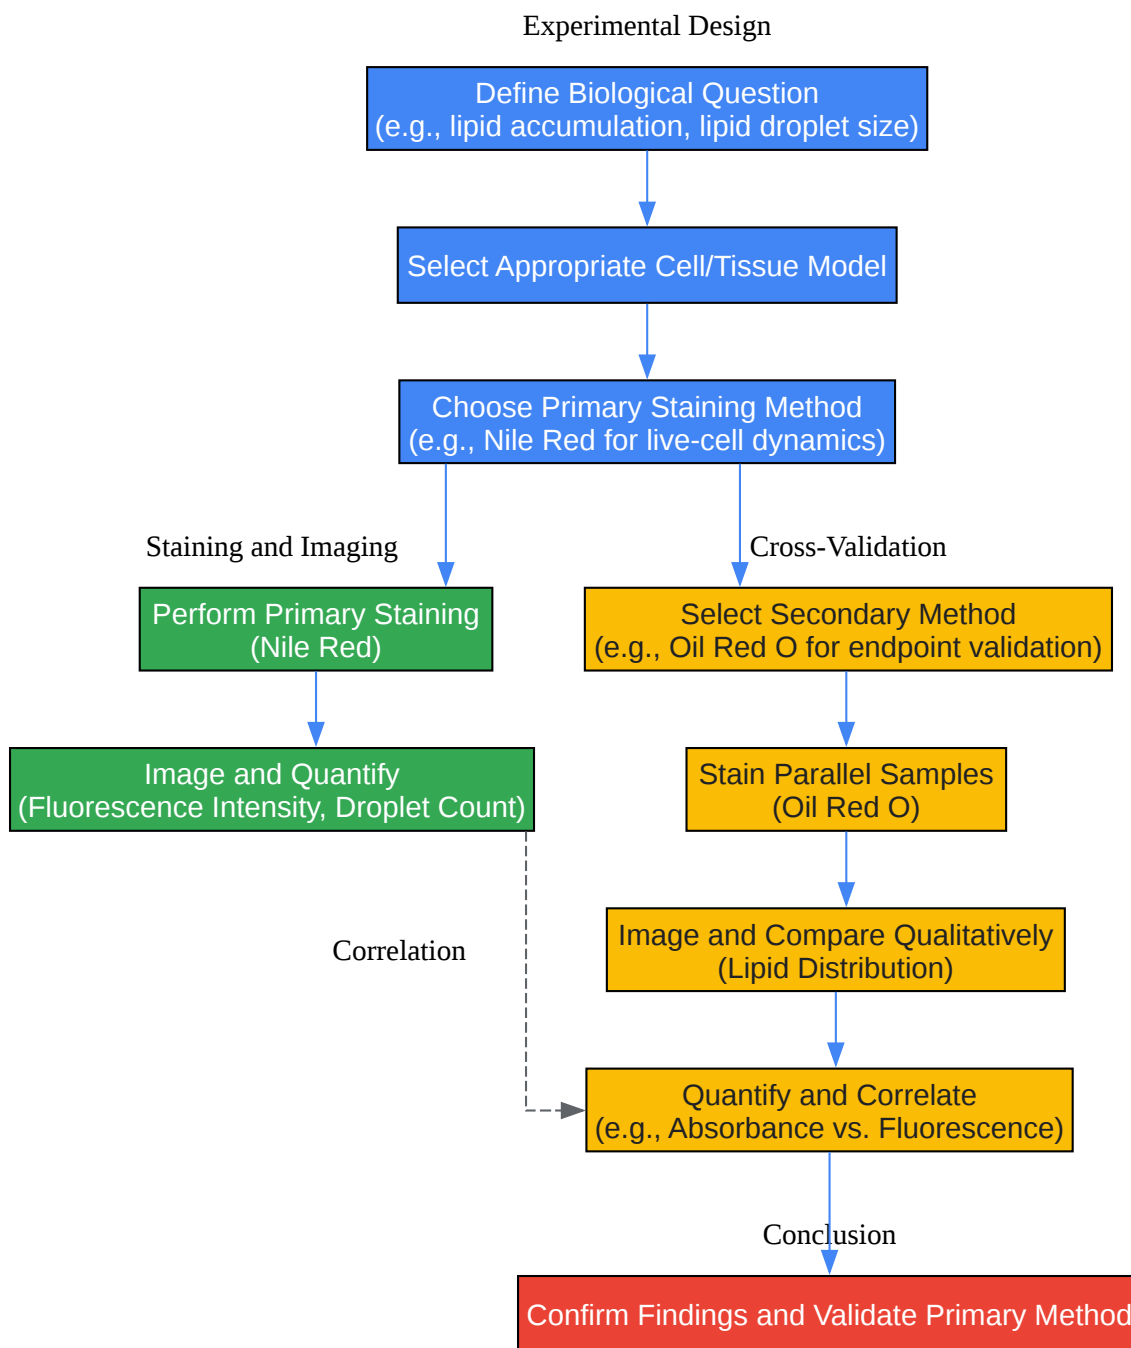 Experimental Design
Define Biological Question
(e.g., lipid accumulation, lipid droplet size)
Select Appropriate Cell/Tissue Model
Choose Primary Staining Method
(e.g., Nile Red for live-cell dynamics)
Staining and Imaging
Perform Primary Staining
(Nile Red)
Image and Quantify
(Fluorescence Intensity, Droplet Count)
Cross-Validation
Select Secondary Method
(e.g., Oil Red O for endpoint validation)
Stain Parallel Samples
(Oil Red O)
Image and Compare Qualitatively
(Lipid Distribution)
Correlation
Quantify and Correlate
(e.g., Absorbance vs. Fluorescence)
Conclusion
Confirm Findings and Validate Primary Method